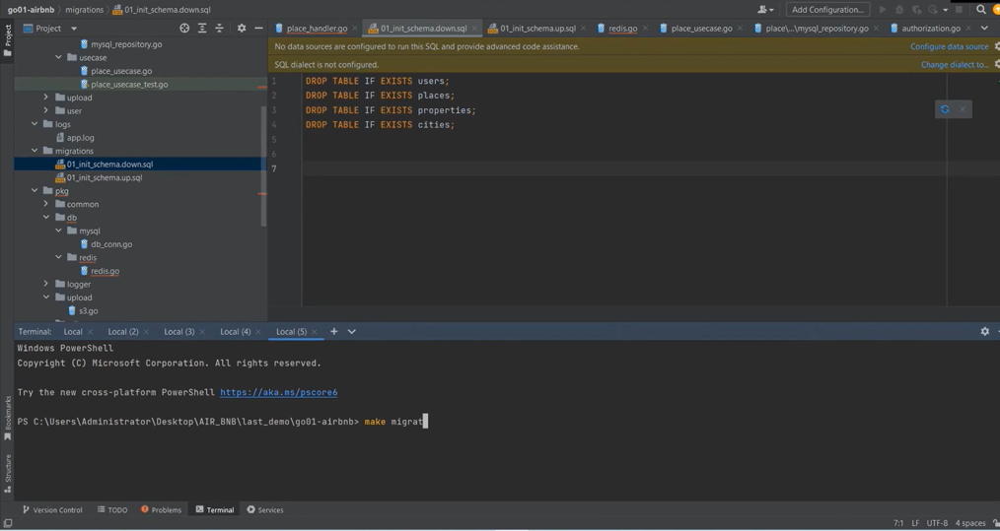 go01-airbnb
migrations
01_init_schema.down.sql
Add Configuration...
Project
Project
place_handler.go
01_init_schema.down.sql
01_init_schema.up.sql
redis.go
place_usecase.go
place\...\mysql_repository.go
authorization.go
mysql_repository.go
usecase
place_usecase.go
place_usecase_test.go
upload
user
logs
app.log
migrations
01_init_schema.down.sql
01_init_schema.up.sql
pkg
common
db
mysql
db_conn.go
redis
redis.go
logger
upload
s3.go
No data sources are configured to run this SQL and provide advanced code assistance.
Configure data source
SQL dialect is not configured.
Change dialect to...
1 DROP TABLE IF EXISTS users;
2 DROP TABLE IF EXISTS places;
3 DROP TABLE IF EXISTS properties;
4 DROP TABLE IF EXISTS cities;
5
6
7
Terminal:
Local
Local (2)
Local (3)
Local (4)
Local (5)
Windows PowerShell
Copyright (C) Microsoft Corporation. All rights reserved.
Try the new cross-platform PowerShell https://aka.ms/pscore6
PS C:\Users\Administrator\Desktop\AIR_BNB\last_demo\go01-airbnb> make migrat
Bookmarks
Structure
Version Control
TODO
Problems
Terminal
Services
7:1
LF
UTF-8
4 spaces